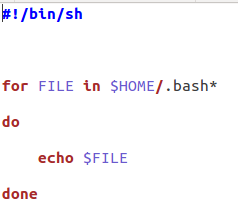 #!/bin/sh
for FILE in $HOME/.bash*
do
echo $FILE
done